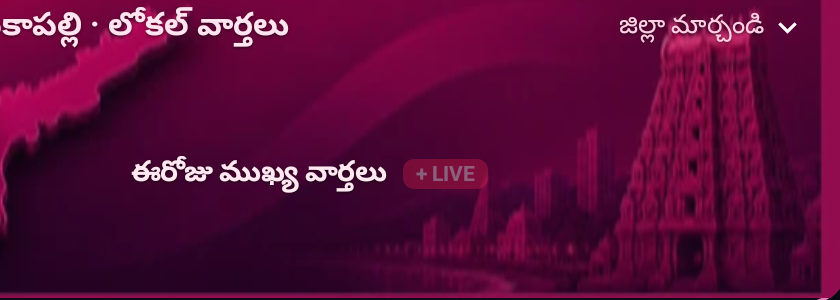 కాపల్లి · లోకల్ వార్తలు
జిల్లా మార్చండి
ఈరోజు ముఖ్య వార్తలు + LIVE